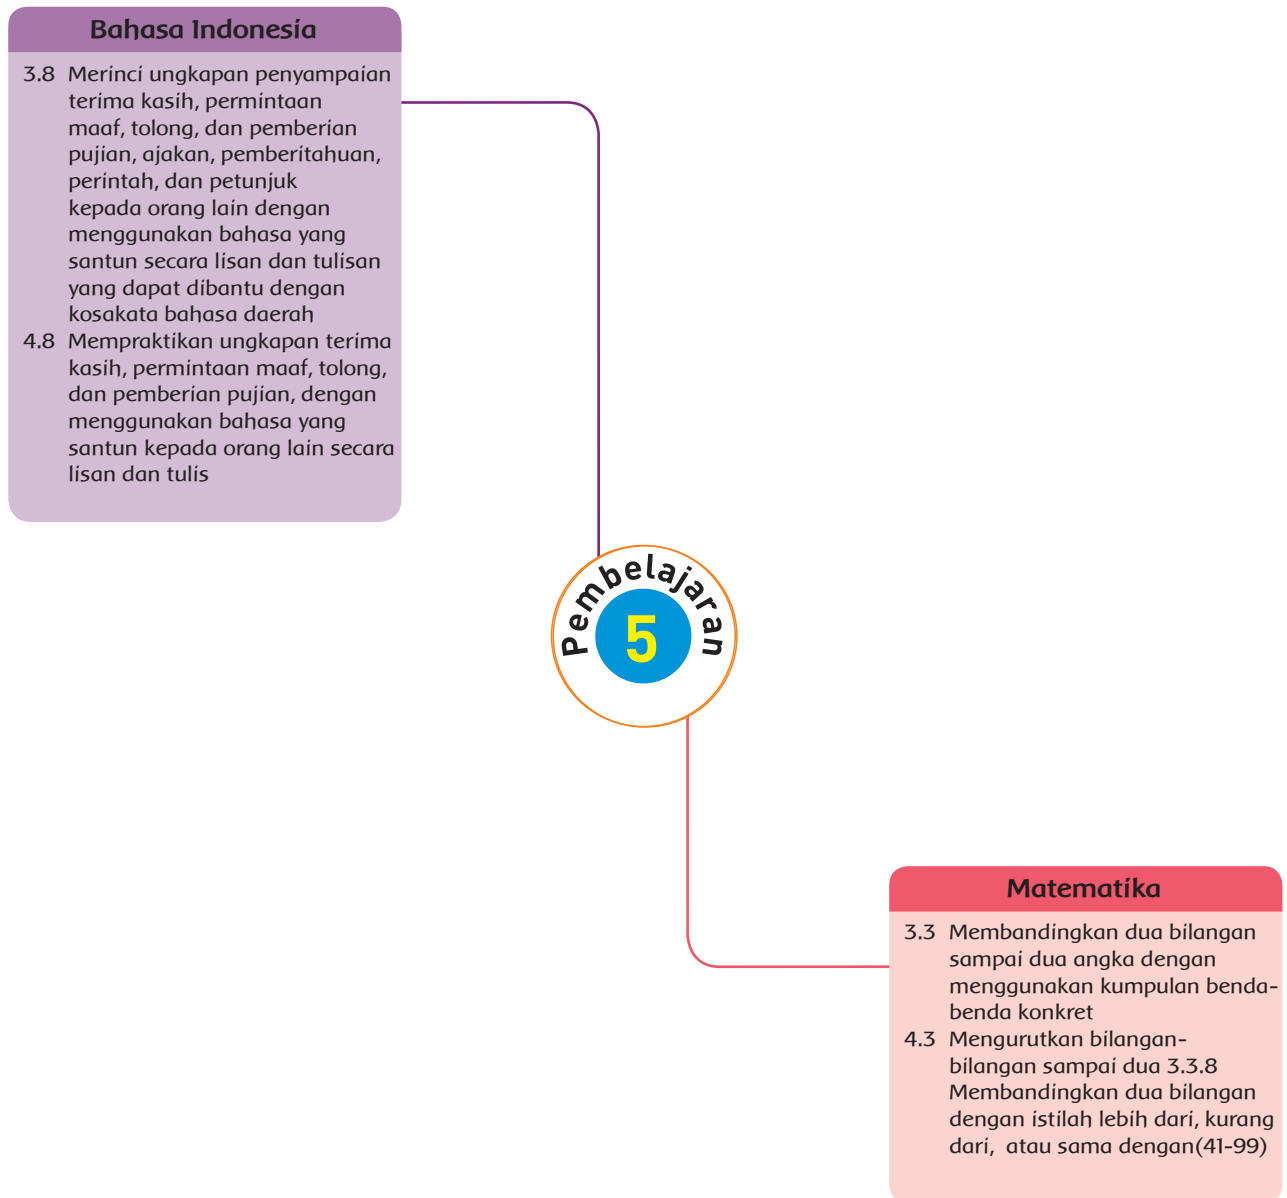 Bahasa Indonesia
3.8 Merinci ungkapan penyampaian
terima kasih, permintaan
maaf, tolong, dan pemberian
pujian, ajakan, pemberitahuan,
perintah, dan petunjuk
kepada orang lain dengan
menggunakan bahasa yang
santun secara lisan dan tulisan
yang dapat dibantu dengan
kosakata bahasa daerah
4.8 Mempraktikan ungkapan terima
kasih, permintaan maaf, tolong,
dan pemberian pujian, dengan
menggunakan bahasa yang
santun kepada orang lain secara
lisan dan tulis
Pembelajaran
5
Matematika
3.3 Membandingkan dua bilangan
sampai dua angka dengan
menggunakan kumpulan benda-
benda konkret
4.3 Mengurutkan bilangan-
bilangan sampai dua 3.3.8
Membandingkan dua bilangan
dengan istilah lebih dari, kurang
dari, atau sama dengan(41-99)